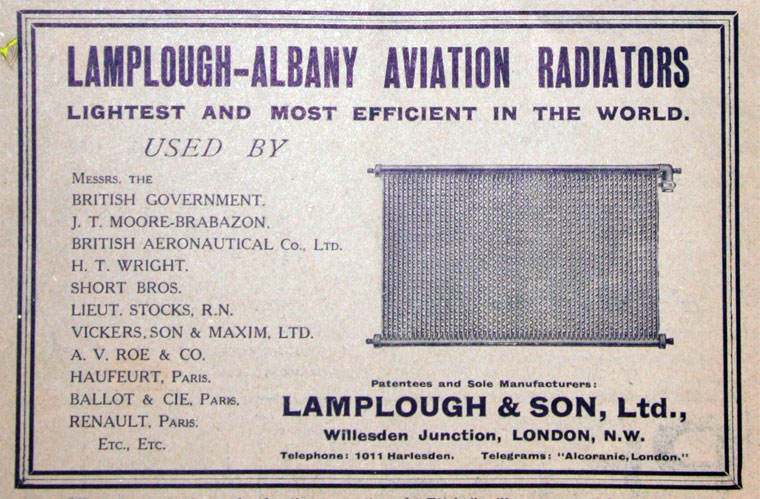 LAMPLOUGH-ALBANY AVIATION RADIATORS
LIGHTEST AND MOST EFFICIENT IN THE WORLD.
USED BY
MESSRS. THE
BRITISH GOVERNMENT.
J. T. MOORE-BRABAZON.
BRITISH AERONAUTICAL Co., LTD.
H. T. WRIGHT.
SHORT BROS.
LIEUT. STOCKS, R.N.
VICKERS, SON & MAXIM, LTD.
A. V. ROE & CO.
HAUFEURT, PARIS.
BALLOT & CIE, PARIS.
RENAULT, PARIS.
ETC., ETC.
Patentees and Sole Manufacturers:
LAMPLOUGH & SON, Ltd.,
Willesden Junction, LONDON, N.W.
Telephone: 1011 Harlesden. Telegrams: "Alcoranic, London."